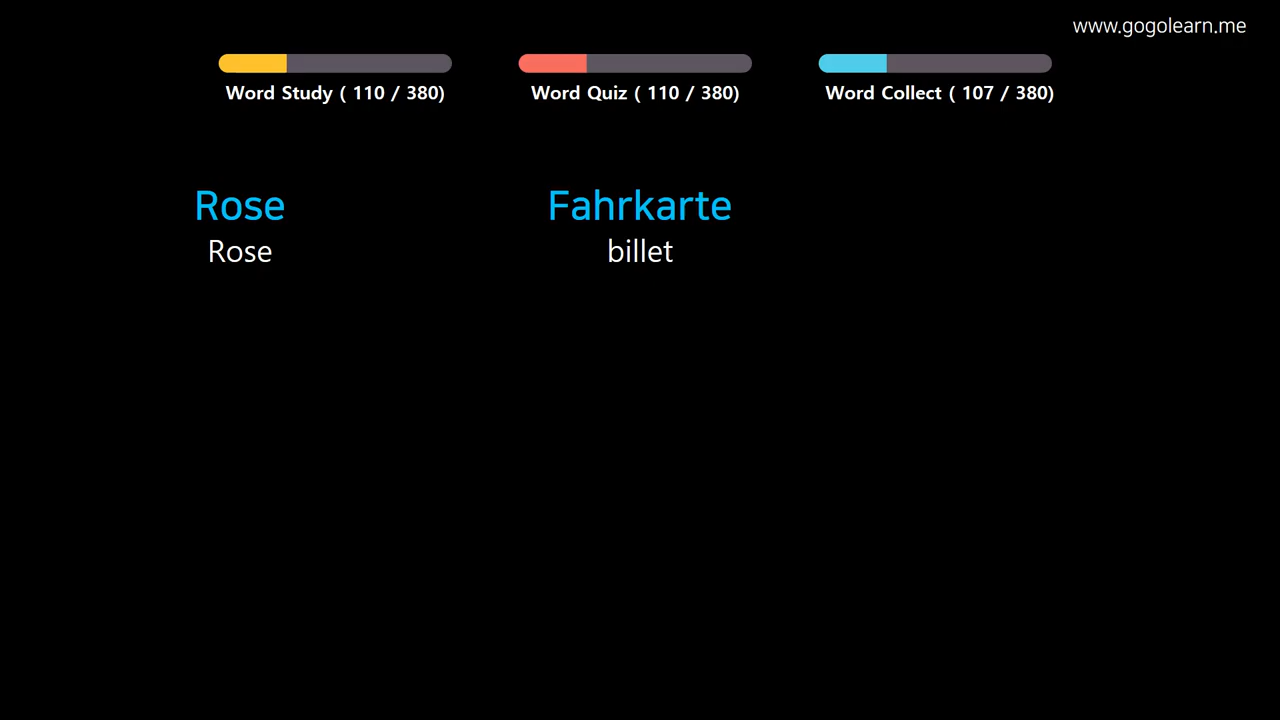 www.gogolearn.me
Word Study ( 110 / 380)
Word Quiz ( 110 / 380)
Word Collect ( 107 / 380)
Rose
Rose
Fahrkarte
billet